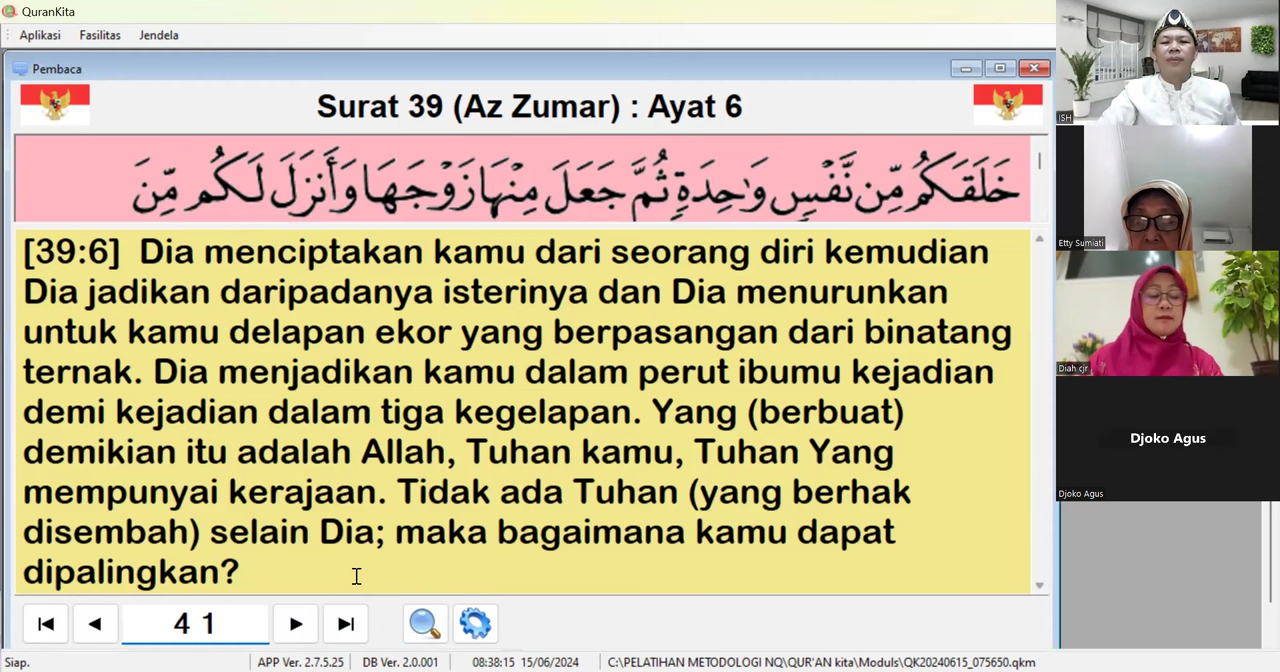 QuranKita
Aplikasi Fasilitas Jendela
Pembaca
Surat 39 (Az Zumar) : Ayat 6
خَلَقَكُم مِّن نَّفْسٍ وَٰحِدَةٍ ثُمَّ جَعَلَ مِنْهَا زَوْجَهَا وَأَنزَلَ لَكُم مِّنَ
[39:6] Dia menciptakan kamu dari seorang diri kemudian
Dia jadikan daripadanya isterinya dan Dia menurunkan
untuk kamu delapan ekor yang berpasangan dari binatang
ternak. Dia menjadikan kamu dalam perut ibumu kejadian
demi kejadian dalam tiga kegelapan. Yang (berbuat)
demikian itu adalah Allah, Tuhan kamu, Tuhan Yang
mempunyai kerajaan. Tidak ada Tuhan (yang berhak
disembah) selain Dia; maka bagaimana kamu dapat
dipalingkan?
4 1
Siap. APP Ver. 2.7.5.25 DB Ver. 2.0.001 08:38:15 15/06/2024 C:\PELATIHAN METODOLOGI NQ\QUR'AN kita\Moduls\QK20240615_075650.qkm
ISH
Etty Sumiati
Diah cjr
Djoko Agus
Djoko Agus